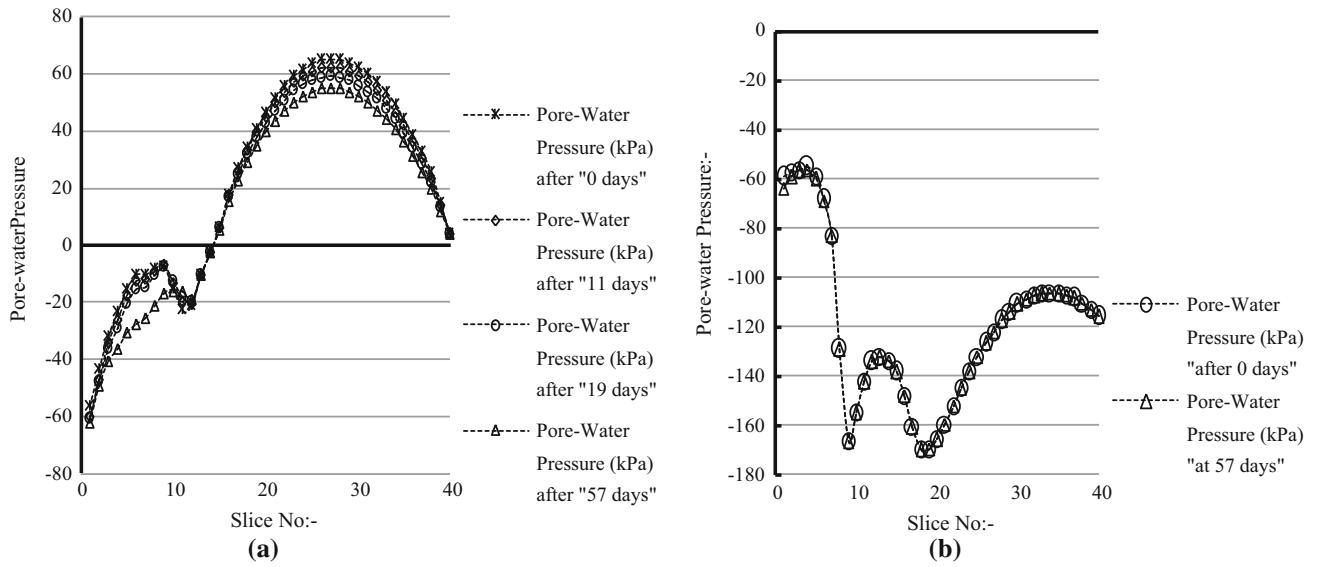 80
60
40
20
0
-20
-40
-60
-80
Pore-waterPressure
0
10
20
30
40
Slice No:-
(a)
Pore-Water
Pressure (kPa)
after "0 days"
Pore-Water
Pressure (kPa)
after "11 days"
Pore-Water
Pressure (kPa)
after "19 days"
Pore-Water
Pressure (kPa)
after "57 days"
0
-20
-40
-60
-80
-100
-120
-140
-160
-180
Pore-water Pressure:-
0
10
20
30
40
Slice No:-
(b)
Pore-Water
Pressure (kPa)
"after 0 days"
Pore-Water
Pressure (kPa)
"at 57 days"